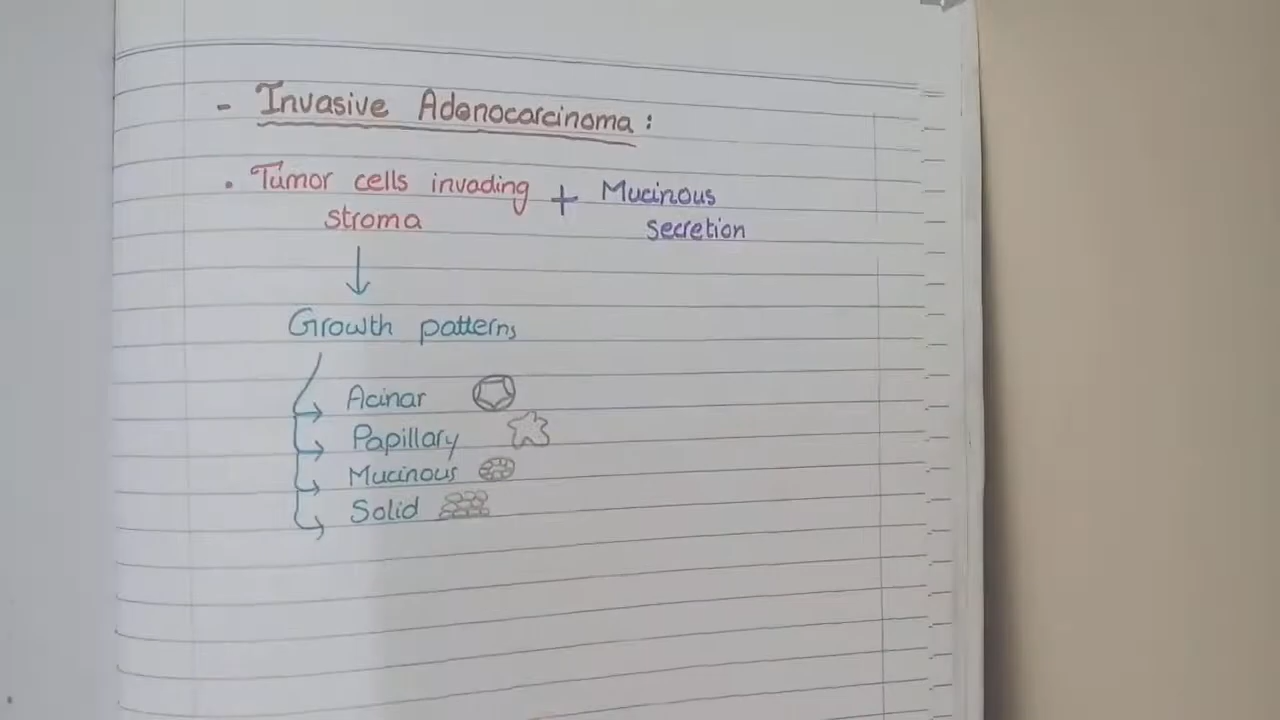 - Invasive Adenocarcinoma :
. Tumor cells invading + Mucinous
stroma secretion
↓
Growth patterns
Acinar
Papillary
Mucinous
Solid